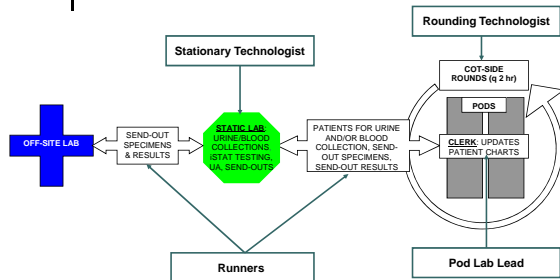 Rounding Technologist
Stationary Technologist
COT-SIDE
ROUNDS (q 2 hr)
PODS
OFF-SITE LAB
SEND-OUT
SPECIMENS
& RESULTS
STATIC LAB:
URINE/BLOOD
COLLECTIONS,
iSTAT TESTING,
UA, SEND-OUTS
PATIENTS FOR URINE
AND/OR BLOOD
COLLECTION, SEND-
OUT SPECIMENS,
SEND-OUT RESULTS
CLERK: UPDATES
PATIENT CHARTS
Runners
Pod Lab Lead